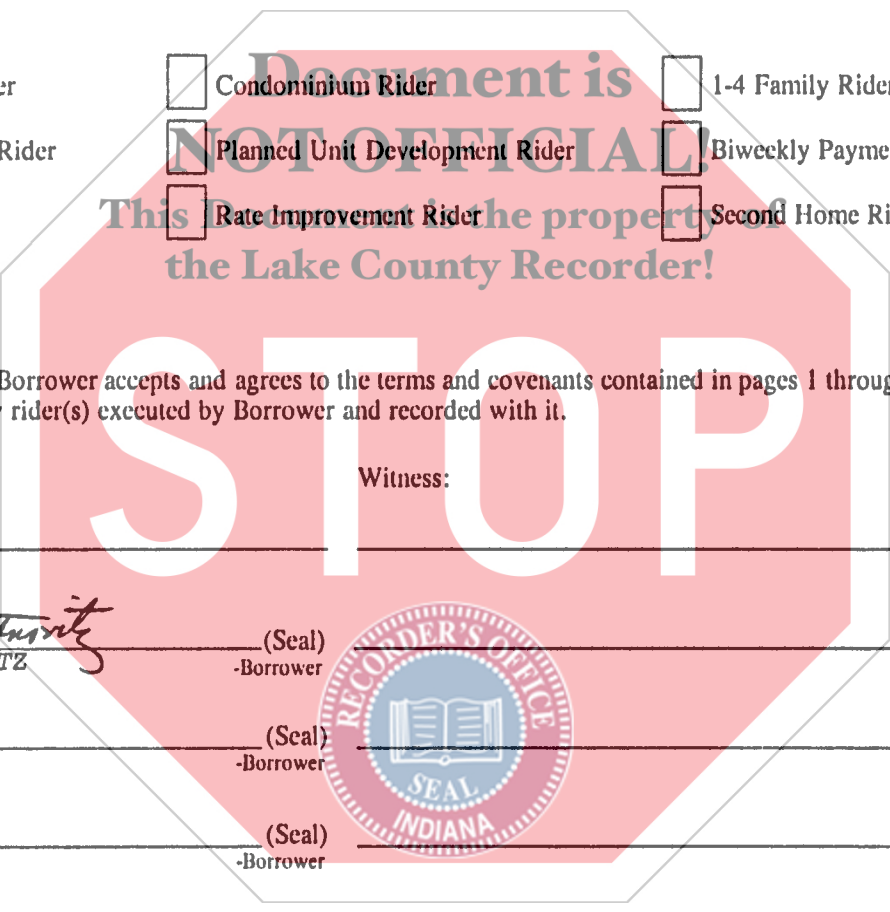 er Condominium Rider 1-4 Family Rider
Rider Planned Unit Development Rider Biweekly Payme
Rate Improvement Rider Second Home Ri
Document is
NOT OFFICIAL!
This Document is the property of
the Lake County Recorder!
STOP
Borrower accepts and agrees to the terms and covenants contained in pages 1 throug
rider(s) executed by Borrower and recorded with it.
Witness:
(Seal)
TZ
-Borrower
(Seal)
-Borrower
(Seal)
-Borrower
RECORDER'S OFFICE
SEAL
INDIANA